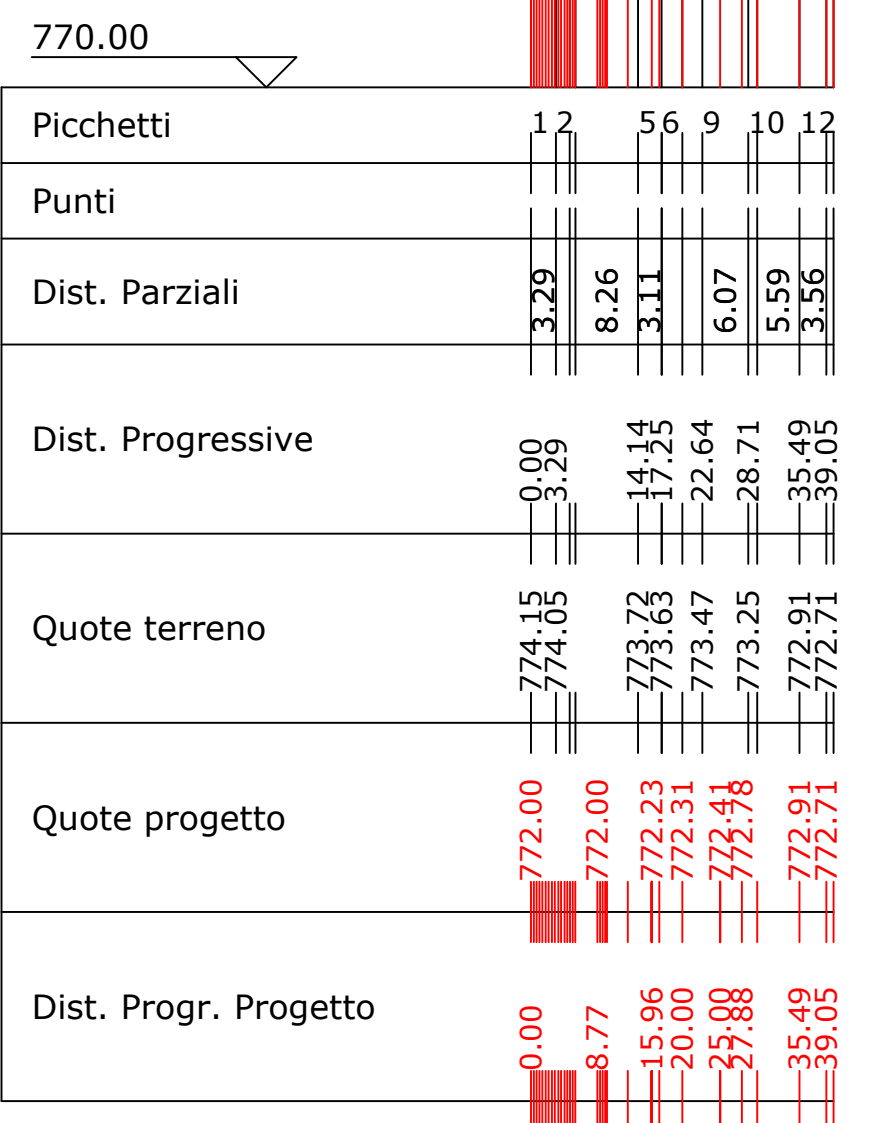 770.00
Picchetti 1 2 5 6 9 10 12
Punti
Dist. Parziali 3.29 8.26 3.11 6.07 5.59 3.56
Dist. Progressive 0.00 3.29 14.14 17.25 22.64 28.71 35.49 39.05
Quote terreno 774.15 774.05 773.72 773.63 773.47 773.25 772.91 772.71
Quote progetto 772.00 772.00 772.23 772.31 772.41 772.78 772.91 772.71
Dist. Progr. Progetto 0.00 8.77 15.96 20.00 25.00 27.88 35.49 39.05